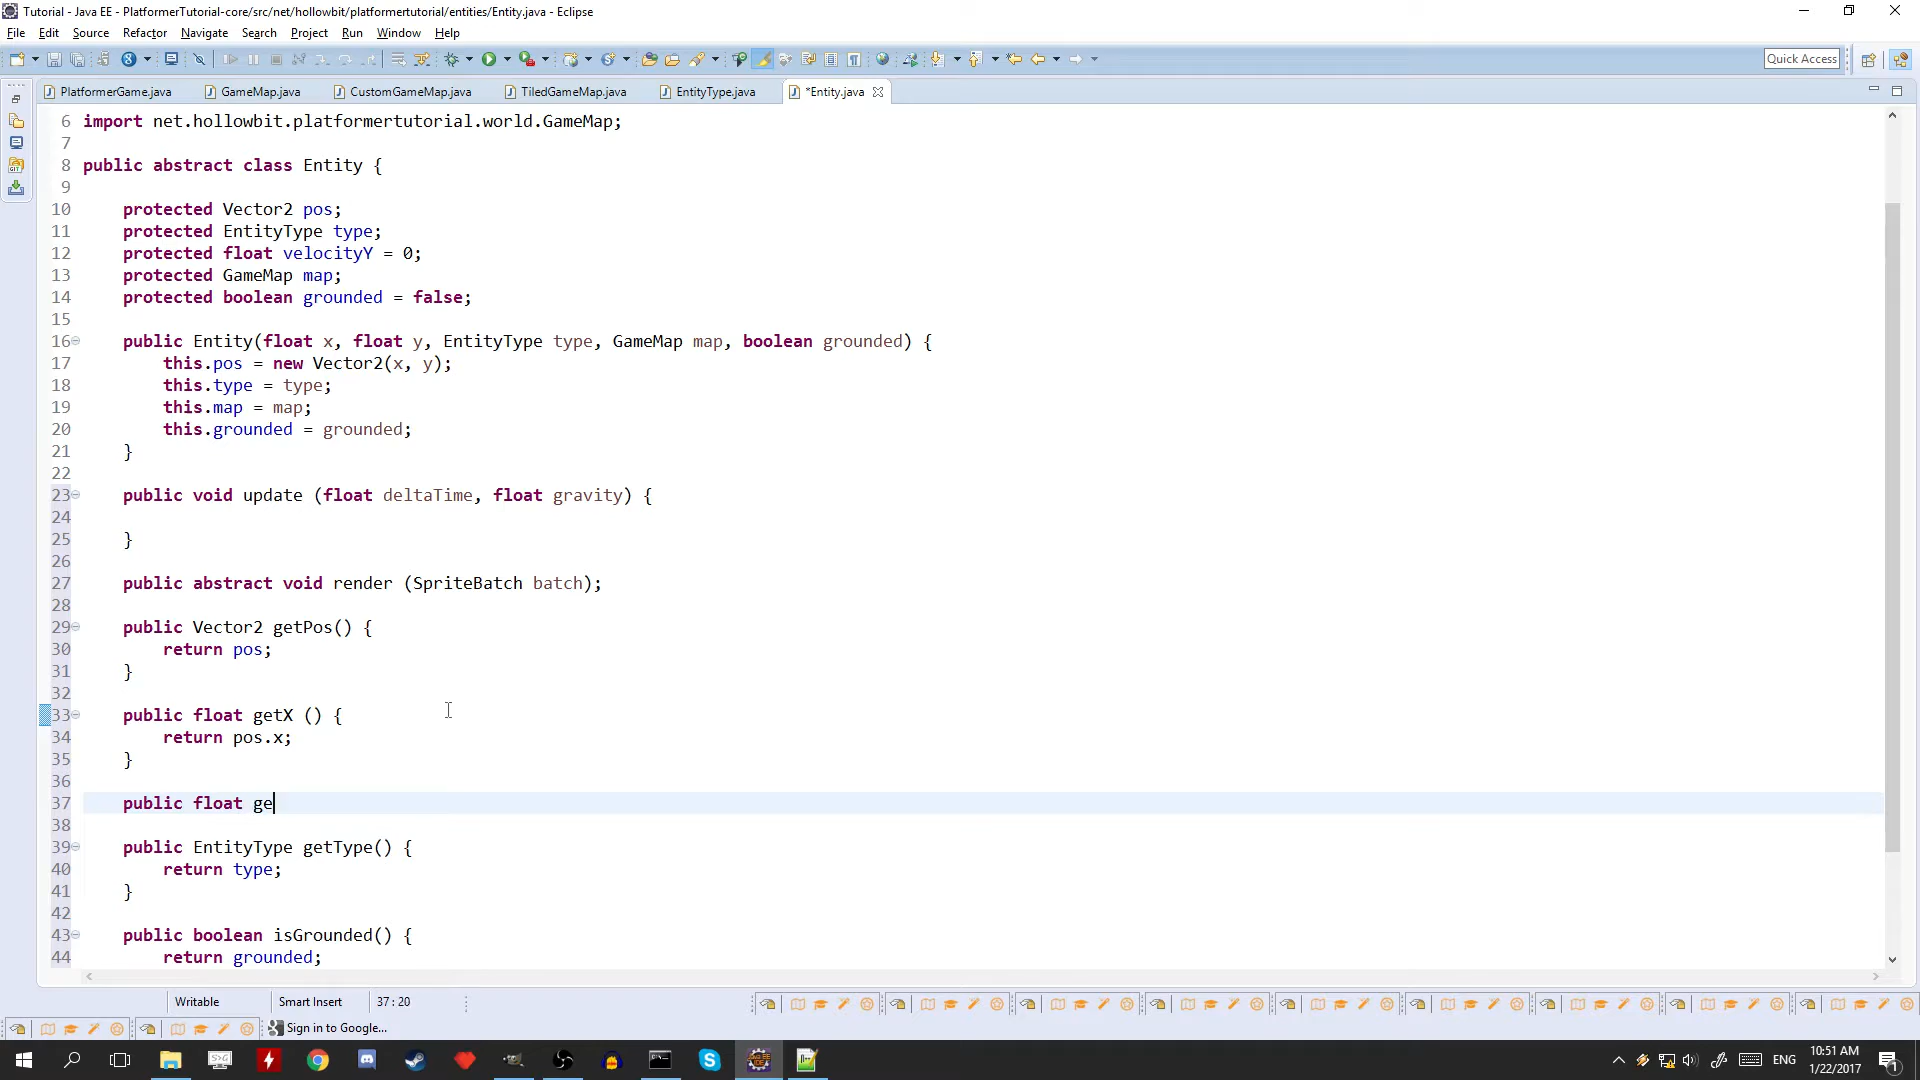 Tutorial - Java EE - PlatformerTutorial-core/src/net/hollowbit/platformertutorial/entities/Entity.java - Eclipse
File Edit Source Refactor Navigate Search Project Run Window Help
Quick Access
PlatformerGame.java GameMap.java CustomGameMap.java TiledGameMap.java EntityType.java *Entity.java
6 import net.hollowbit.platformertutorial.world.GameMap;
7
8 public abstract class Entity {
9
10 protected Vector2 pos;
11 protected EntityType type;
12 protected float velocityY = 0;
13 protected GameMap map;
14 protected boolean grounded = false;
15
16 public Entity(float x, float y, EntityType type, GameMap map, boolean grounded) {
17 this.pos = new Vector2(x, y);
18 this.type = type;
19 this.map = map;
20 this.grounded = grounded;
21 }
22
23 public void update (float deltaTime, float gravity) {
24
25 }
26
27 public abstract void render (SpriteBatch batch);
28
29 public Vector2 getPos() {
30 return pos;
31 }
32
33 public float getX () {
34 return pos.x;
35 }
36
37 public float ge
38
39 public EntityType getType() {
40 return type;
41 }
42
43 public boolean isGrounded() {
44 return grounded;
Writable Smart Insert 37 : 20
Sign in to Google...
ENG 10:51 AM
1/22/2017